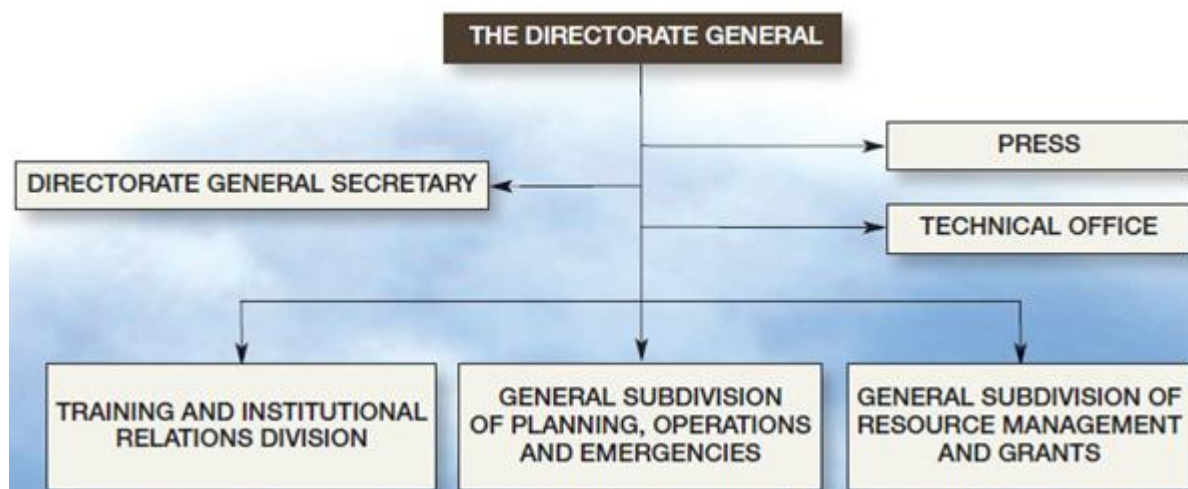 THE DIRECTORATE GENERAL
PRESS
DIRECTORATE GENERAL SECRETARY
TECHNICAL OFFICE
TRAINING AND INSTITUTIONAL
RELATIONS DIVISION
GENERAL SUBDIVISION
OF PLANNING, OPERATIONS
AND EMERGENCIES
GENERAL SUBDIVISION OF
RESOURCE MANAGEMENT
AND GRANTS